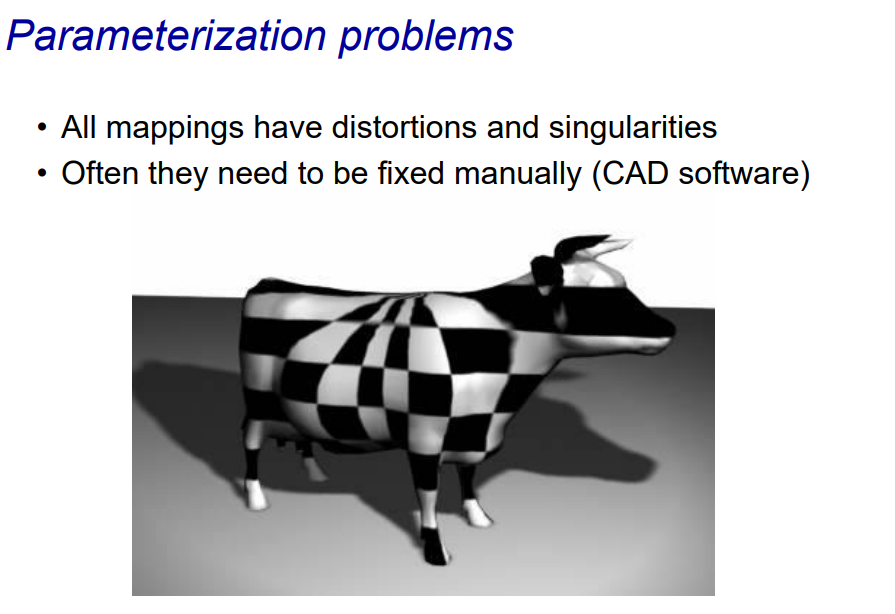 Parameterization problems
• All mappings have distortions and singularities
• Often they need to be fixed manually (CAD software)